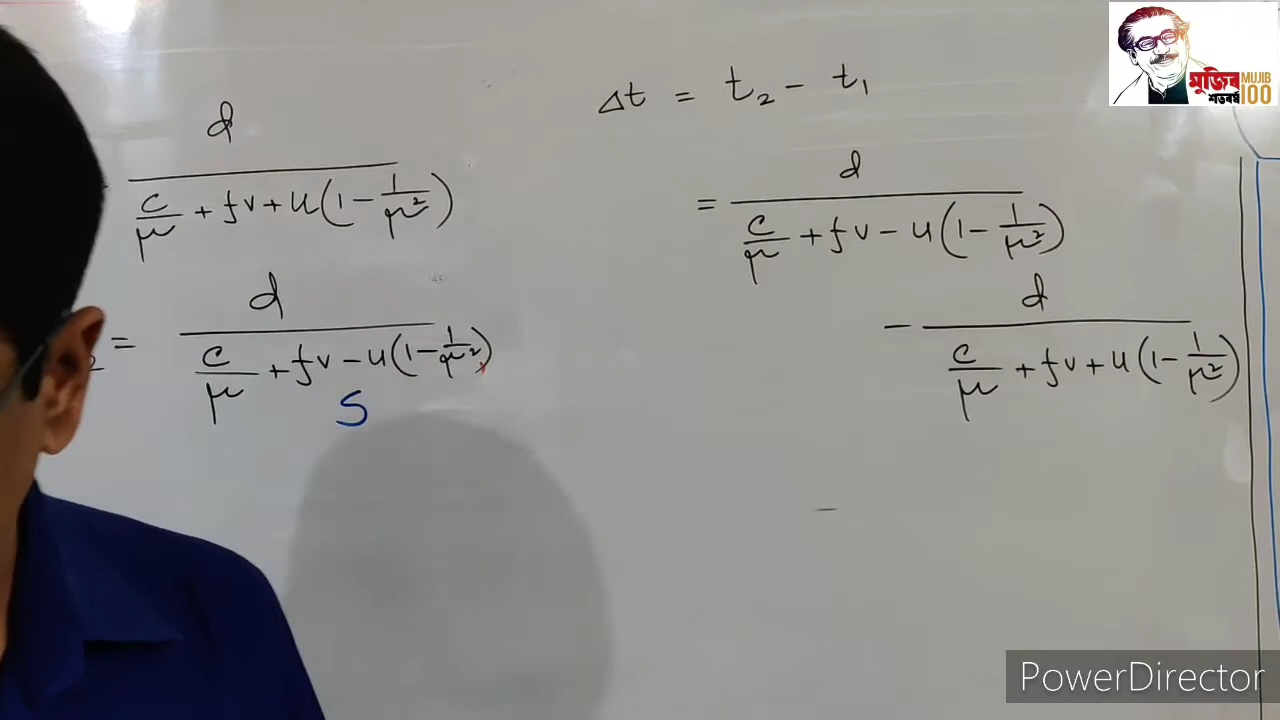 d
c/μ + fv + u(1 - 1/μ²)
2 = d
c/μ + fv - u(1 - 1/μ²)
S
Δt = t₂ - t₁
= d
c/μ + fv - u(1 - 1/μ²)
- d
c/μ + fv + u(1 - 1/μ²)
-
মুজিব MUJIB
শতবর্ষ 100
PowerDirector